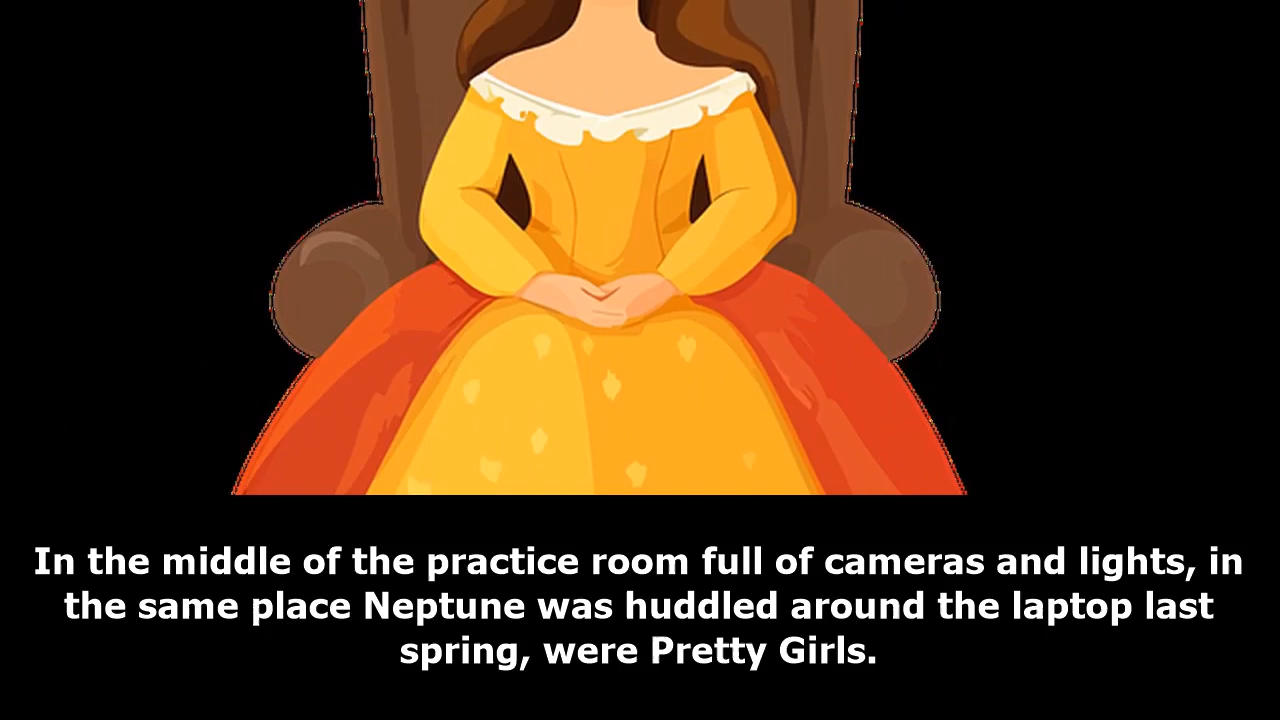 In the middle of the practice room full of cameras and lights, in
the same place Neptune was huddled around the laptop last
spring, were Pretty Girls.